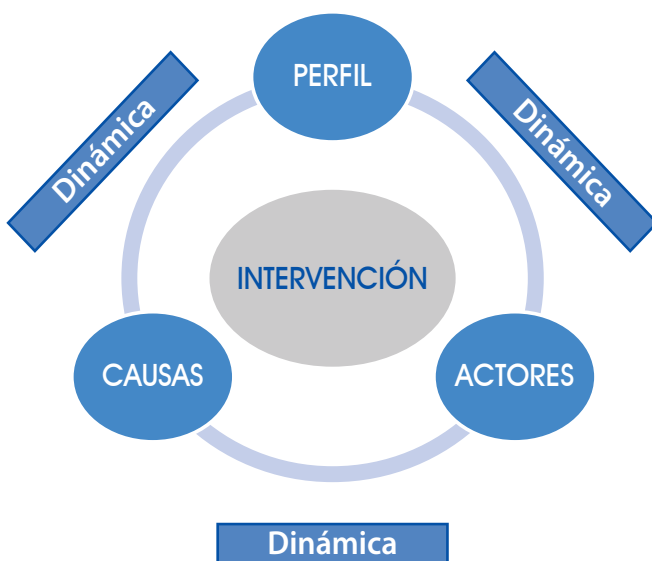 PERFIL
Dinámica
Dinámica
INTERVENCIÓN
CAUSAS
ACTORES
Dinámica